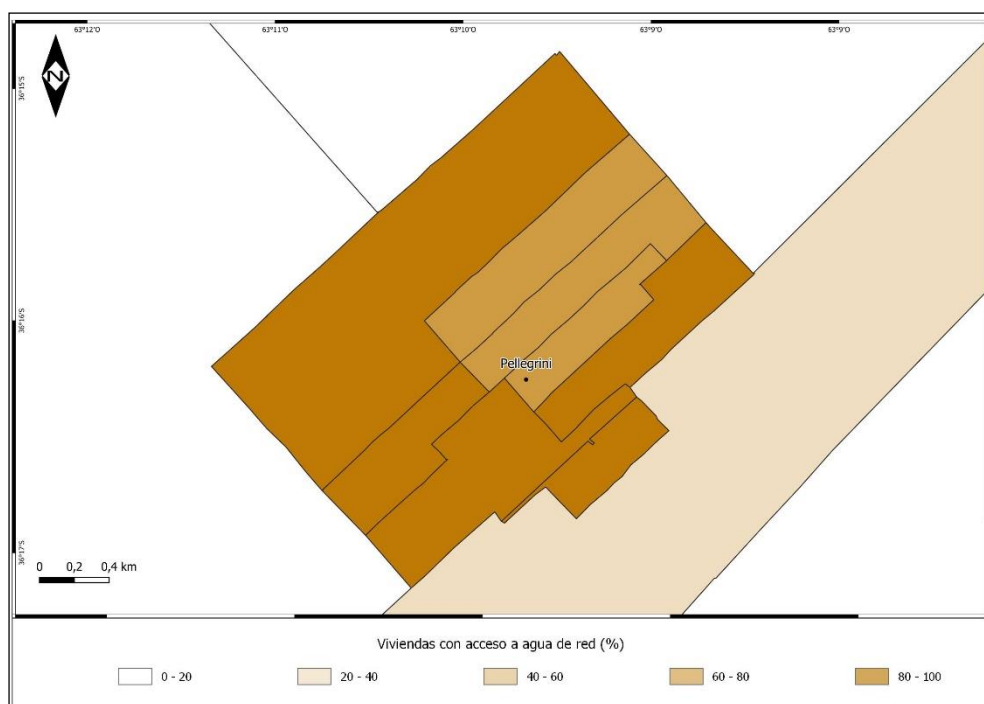 63°12'O 63°11'O 63°10'O 63°9'O 63°9'O
N
36°15'S
36°16'S
Pellegrini
36°17'S
0 0,2 0,4 km
Viviendas con acceso a agua de red (%)
0 - 20 20 - 40 40 - 60 60 - 80 80 - 100